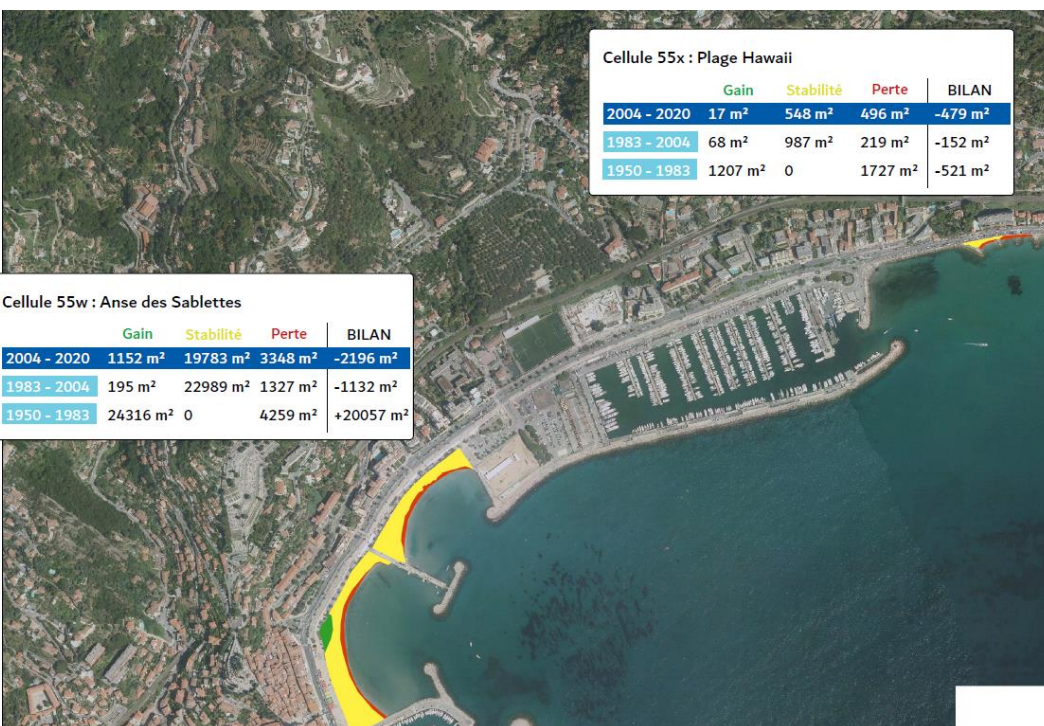 Cellule 55x : Plage Hawaii
Gain Stabilité Perte BILAN
2004 - 2020 17 m² 548 m² 496 m² -479 m²
1983 - 2004 68 m² 987 m² 219 m² -152 m²
1950 - 1983 1207 m² 0 1727 m² -521 m²
Cellule 55w : Anse des Sablettes
Gain Stabilité Perte BILAN
2004 - 2020 1152 m² 19783 m² 3348 m² -2196 m²
1983 - 2004 195 m² 22989 m² 1327 m² -1132 m²
1950 - 1983 24316 m² 0 4259 m² +20057 m²